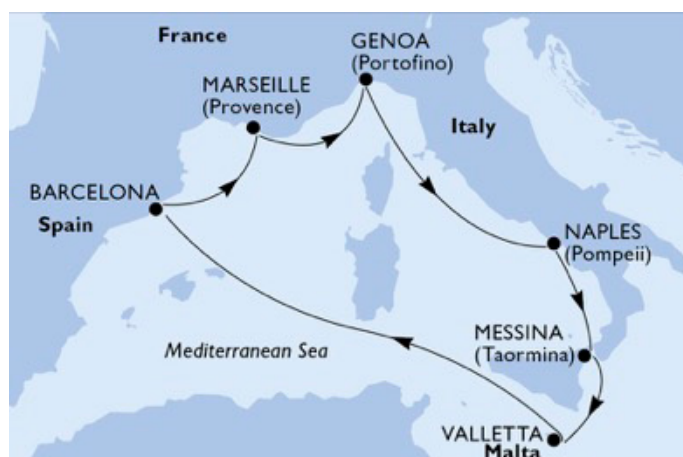 France
GENOA
(Portofino)
MARSEILLE
(Provence)
Italy
BARCELONA
Spain
NAPLES
(Pompeii)
MESSINA
(Taormina)
Mediterranean Sea
VALLETTA
Malta